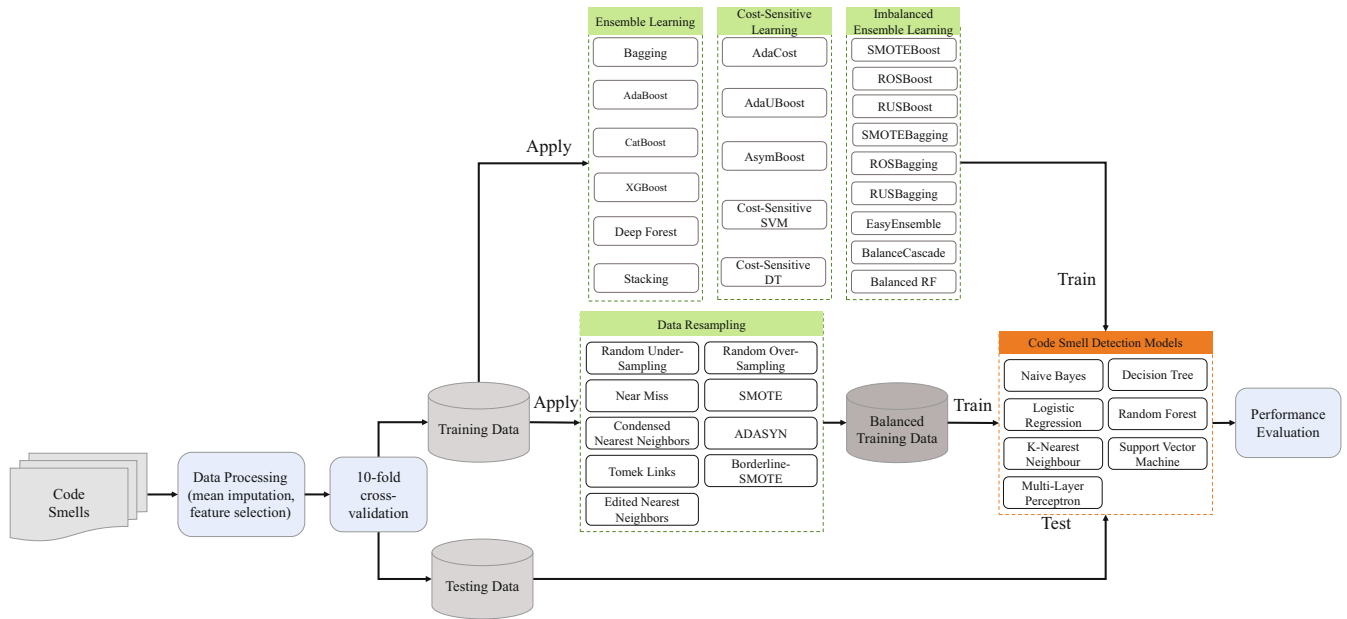 Ensemble Learning
Bagging
AdaBoost
CatBoost
XGBoost
Deep Forest
Stacking
Cost-Sensitive
Learning
AdaCost
AdaUBoost
AsymBoost
Cost-Sensitive
SVM
Cost-Sensitive
DT
Imbalanced
Ensemble Learning
SMOTEBoost
ROSBoost
RUSBoost
SMOTEBagging
ROSBagging
RUSBagging
EasyEnsemble
BalanceCascade
Balanced RF
Apply
Train
Code
Smells
Data Processing
(mean imputation,
feature selection)
10-fold
cross-
validation
Training Data
Apply
Data Resampling
Random Under-
Sampling
Random Over-
Sampling
Near Miss
SMOTE
Condensed
Nearest Neighbors
ADASYN
Tomek Links
Borderline-
SMOTE
Edited Nearest
Neighbors
Balanced
Training Data
Train
Code Smell Detection Models
Naive Bayes
Decision Tree
Logistic
Regression
Random Forest
K-Nearest
Neighbour
Support Vector
Machine
Multi-Layer
Perceptron
Performance
Evaluation
Test
Testing Data